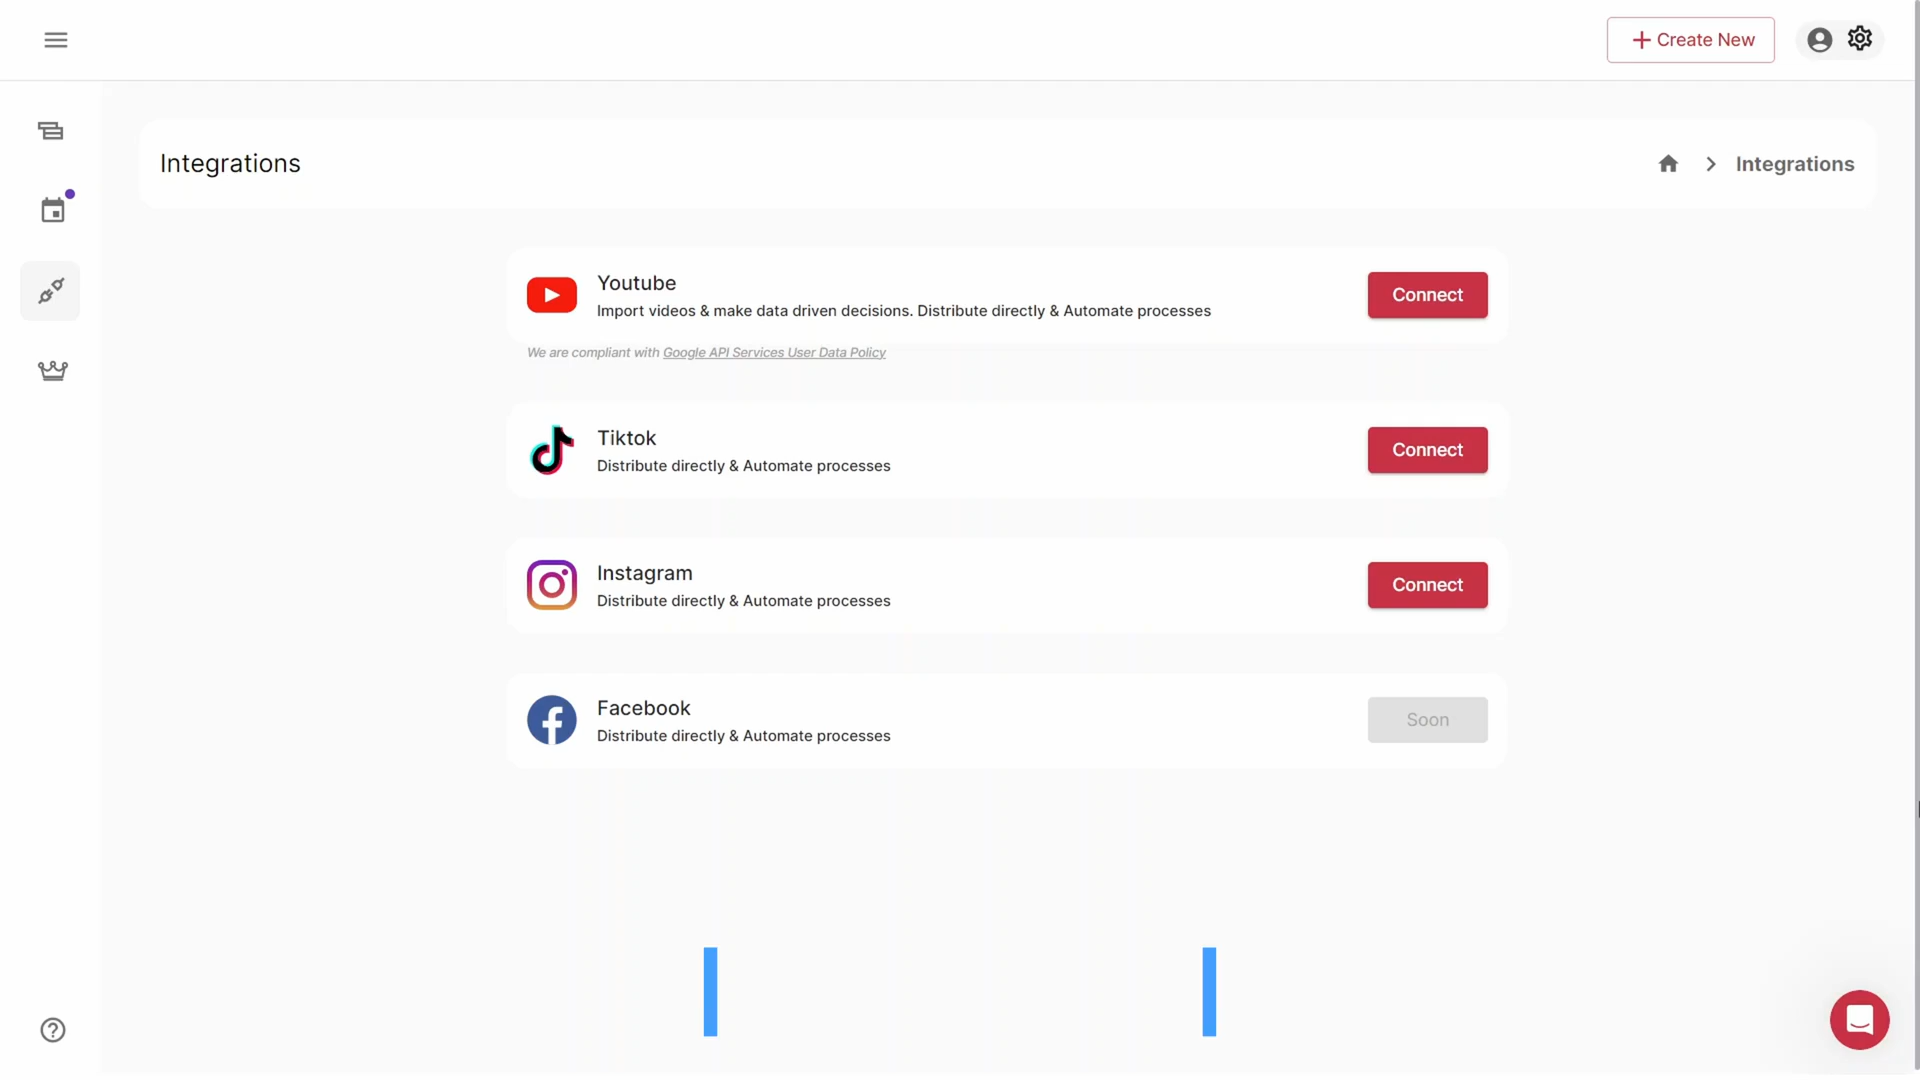 Create New
Integrations
Integrations
Youtube
Import videos & make data driven decisions. Distribute directly & Automate processes
Connect
We are compliant with Google API Services User Data Policy
Tiktok
Distribute directly & Automate processes
Connect
Instagram
Distribute directly & Automate processes
Connect
Facebook
Distribute directly & Automate processes
Soon